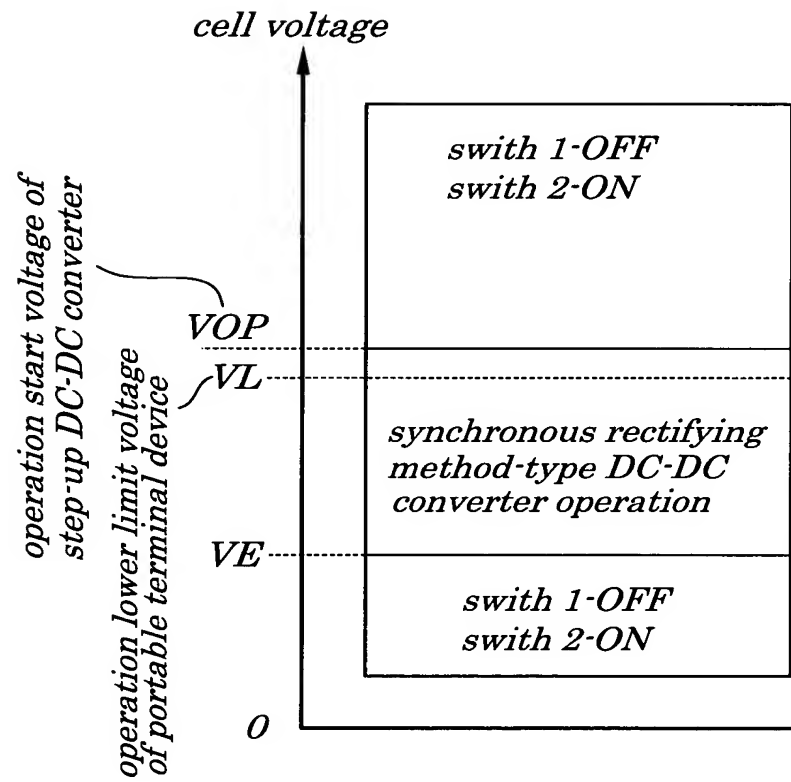 cell voltage
swith 1-OFF
swith 2-ON
operation start voltage of
step-up DC-DC converter
VOP
VL
operation lower limit voltage
of portable terminal device
synchronous rectifying
method-type DC-DC
converter operation
VE
swith 1-OFF
swith 2-ON
0